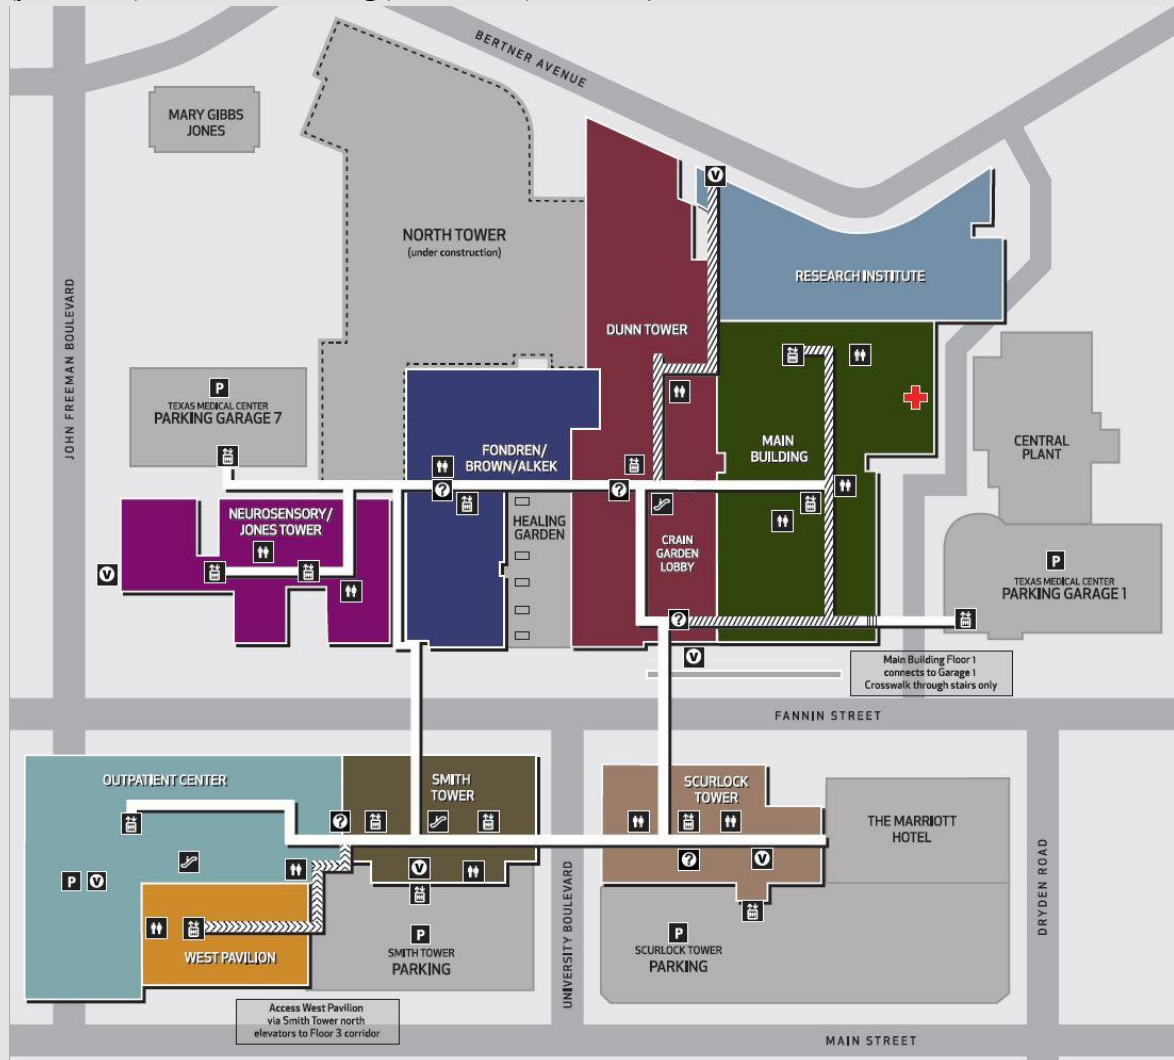 BERTNER AVENUE
MARY GIBBS
JONES
NORTH TOWER
(under construction)
RESEARCH INSTITUTE
JOHN FREEMAN BOULEVARD
DUNN TOWER
P
TEXAS MEDICAL CENTER
PARKING GARAGE 7
FONDREN/
BROWN/ALKEK
MAIN
BUILDING
CENTRAL
PLANT
NEUROSENSORY/
JONES TOWER
HEALING
GARDEN
CRAIN
GARDEN
LOBBY
P
TEXAS MEDICAL CENTER
PARKING GARAGE 1
V
?
?
?
V
V
Main Building Floor 1
connects to Garage 1
Crosswalk through stairs only
FANNIN STREET
OUTPATIENT CENTER
SMITH
TOWER
SCURLOCK
TOWER
THE MARRIOTT
HOTEL
?
V
?
V
P V
WEST PAVILION
P
SMITH TOWER
PARKING
UNIVERSITY BOULEVARD
P
SCURLOCK TOWER
PARKING
DRYDEN ROAD
Access West Pavilion
via Smith Tower north
elevators to Floor 3 corridor
MAIN STREET